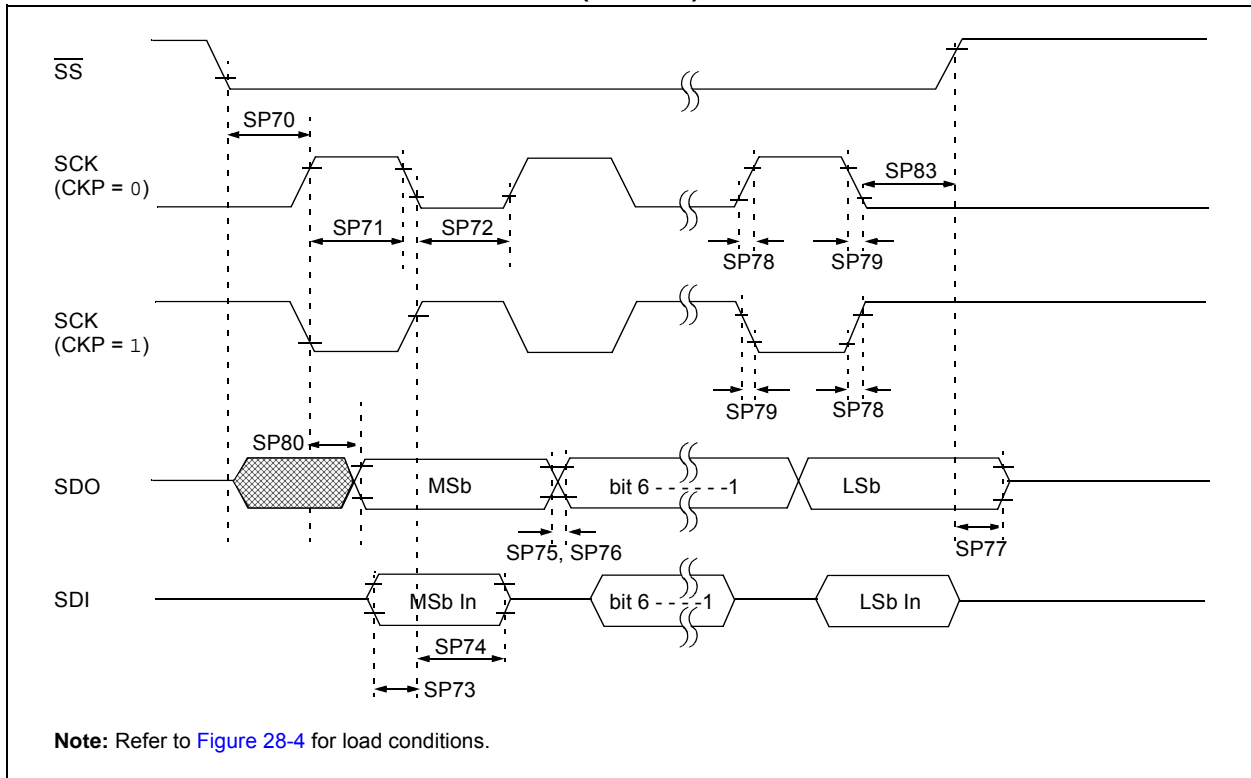 SS
SP70
SCK
(CKP = 0)
SP83
SP71
SP72
SP78
SP79
SCK
(CKP = 1)
SP79
SP78
SP80
SDO
MSb
bit 6 - - - - - -1
LSb
SP75, SP76
SP77
SDI
MSb In
bit 6 - - - -1
LSb In
SP74
SP73
Note: Refer to Figure 28-4 for load conditions.